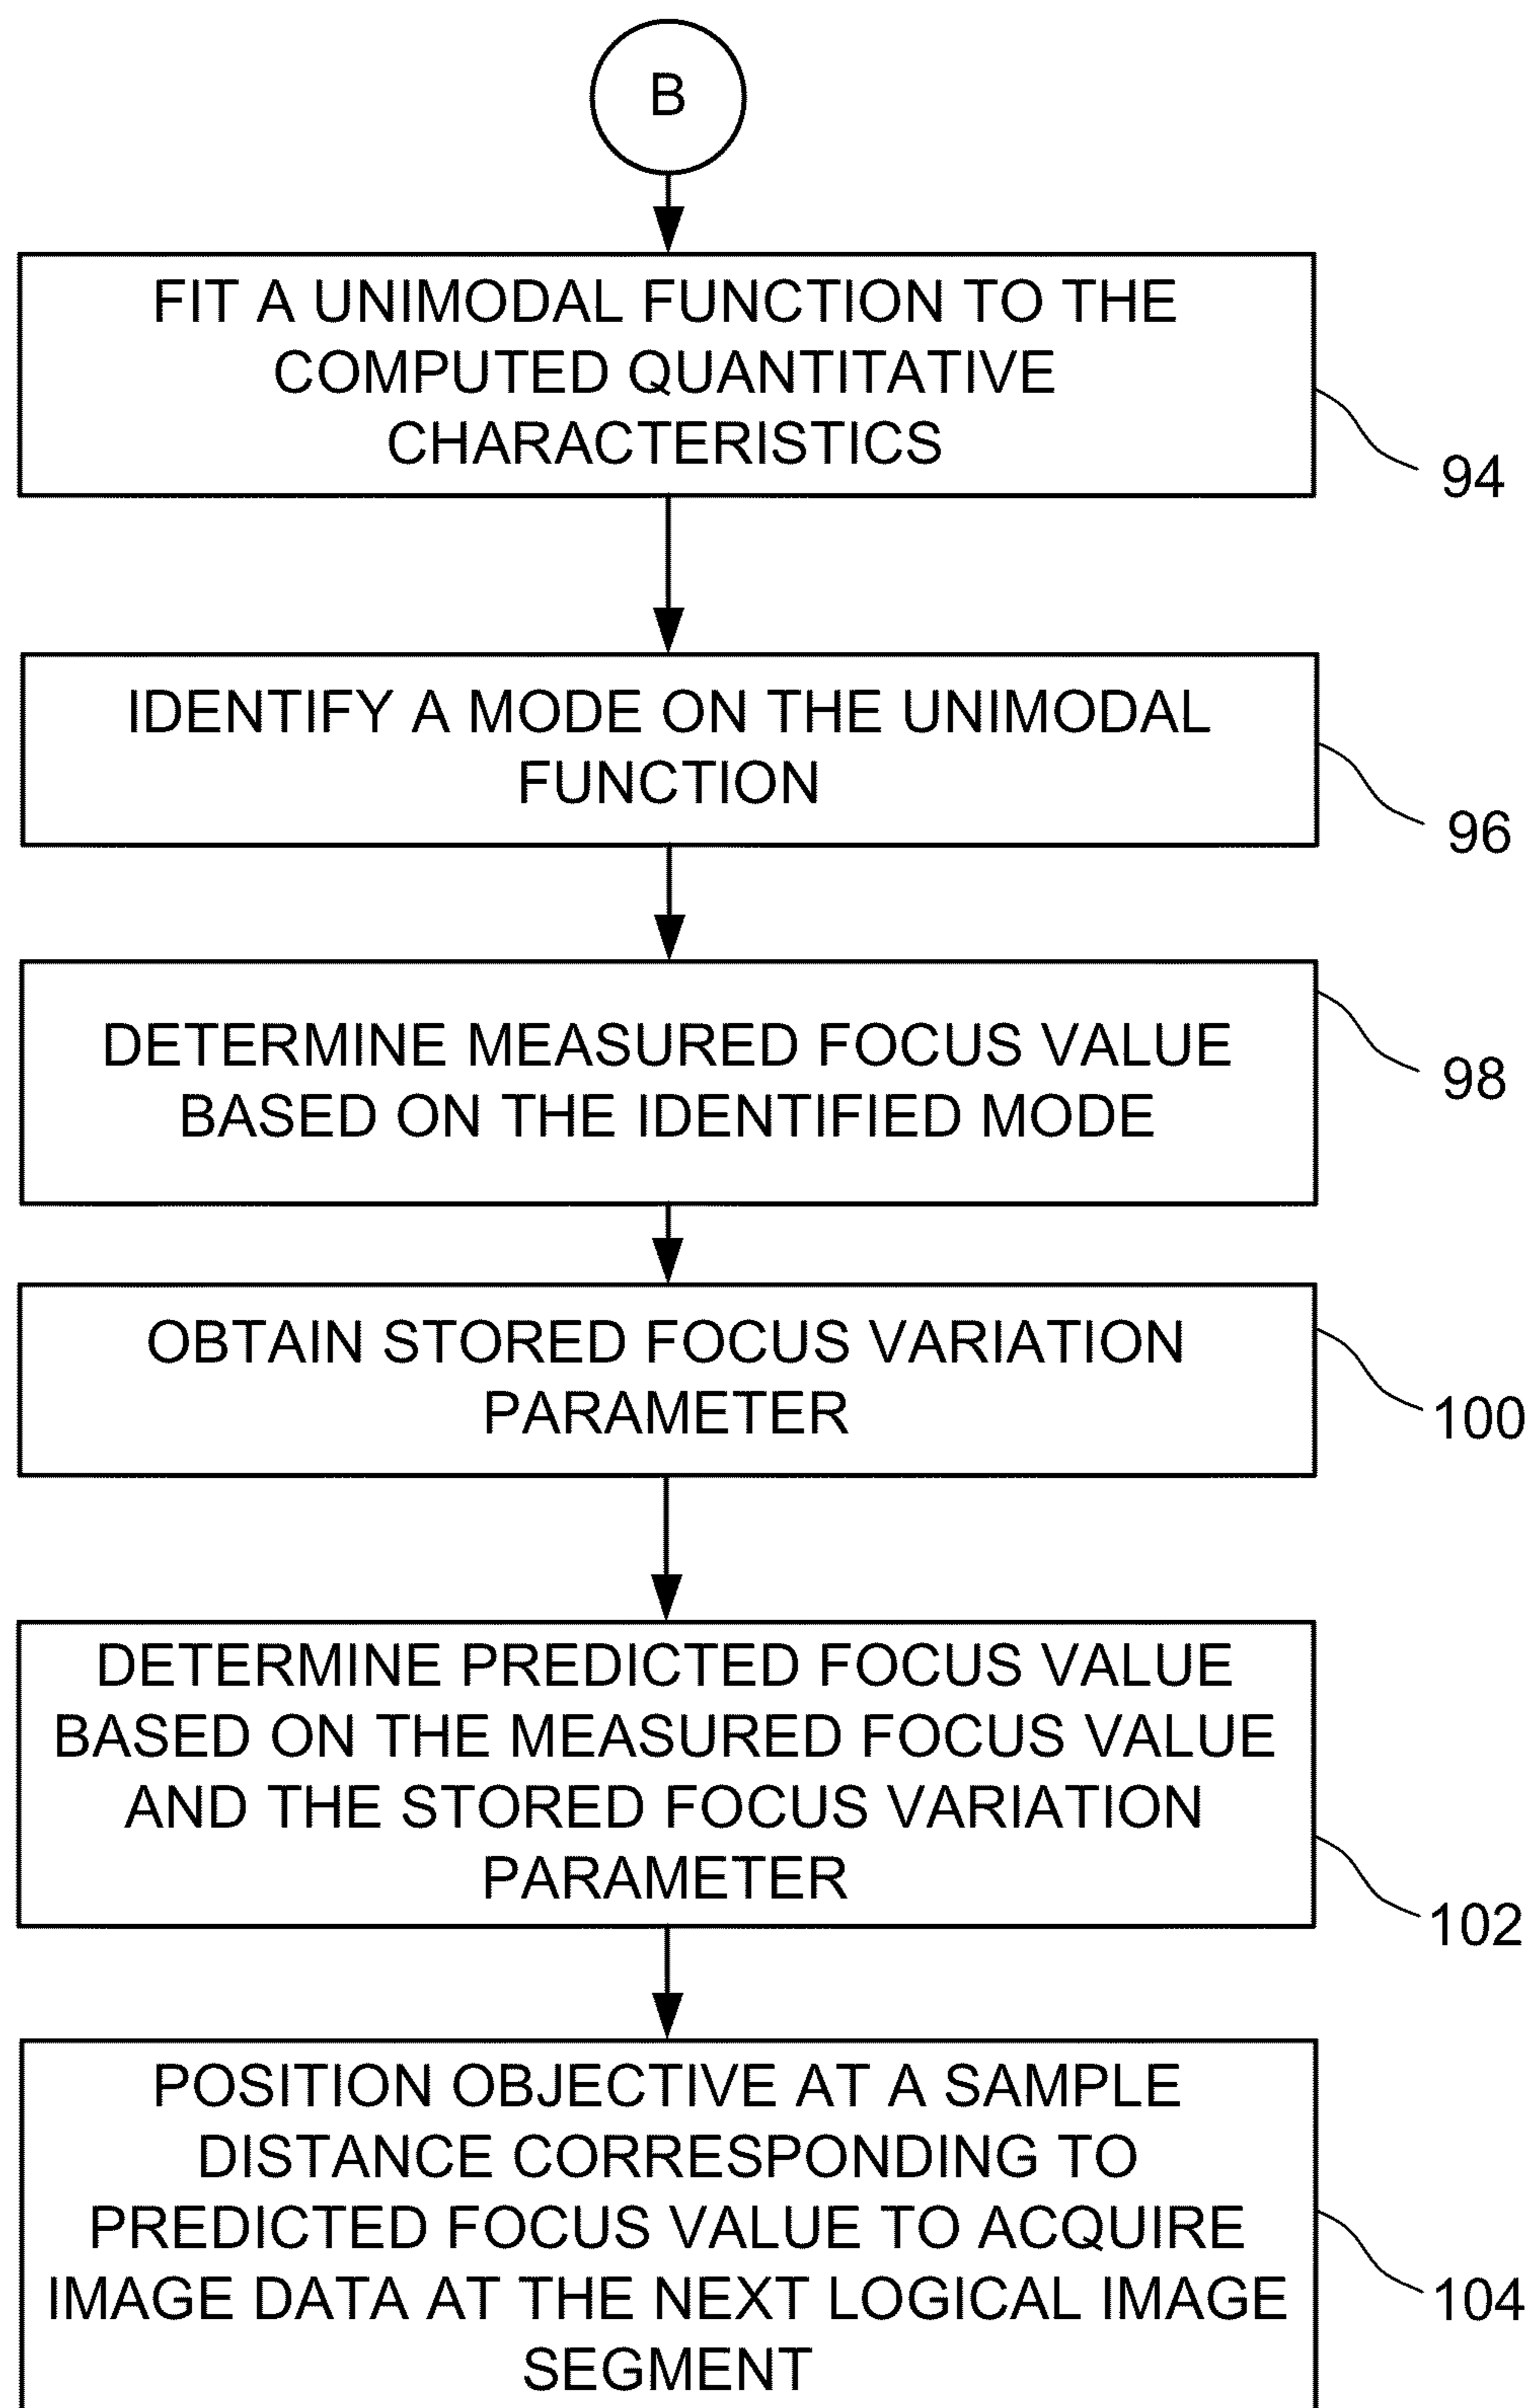 B
FIT A UNIMODAL FUNCTION TO THE
COMPUTED QUANTITATIVE
CHARACTERISTICS
94
IDENTIFY A MODE ON THE UNIMODAL
FUNCTION
96
DETERMINE MEASURED FOCUS VALUE
BASED ON THE IDENTIFIED MODE
98
OBTAIN STORED FOCUS VARIATION
PARAMETER
100
DETERMINE PREDICTED FOCUS VALUE
BASED ON THE MEASURED FOCUS VALUE
AND THE STORED FOCUS VARIATION
PARAMETER
102
POSITION OBJECTIVE AT A SAMPLE
DISTANCE CORRESPONDING TO
PREDICTED FOCUS VALUE TO ACQUIRE
IMAGE DATA AT THE NEXT LOGICAL IMAGE
SEGMENT
104